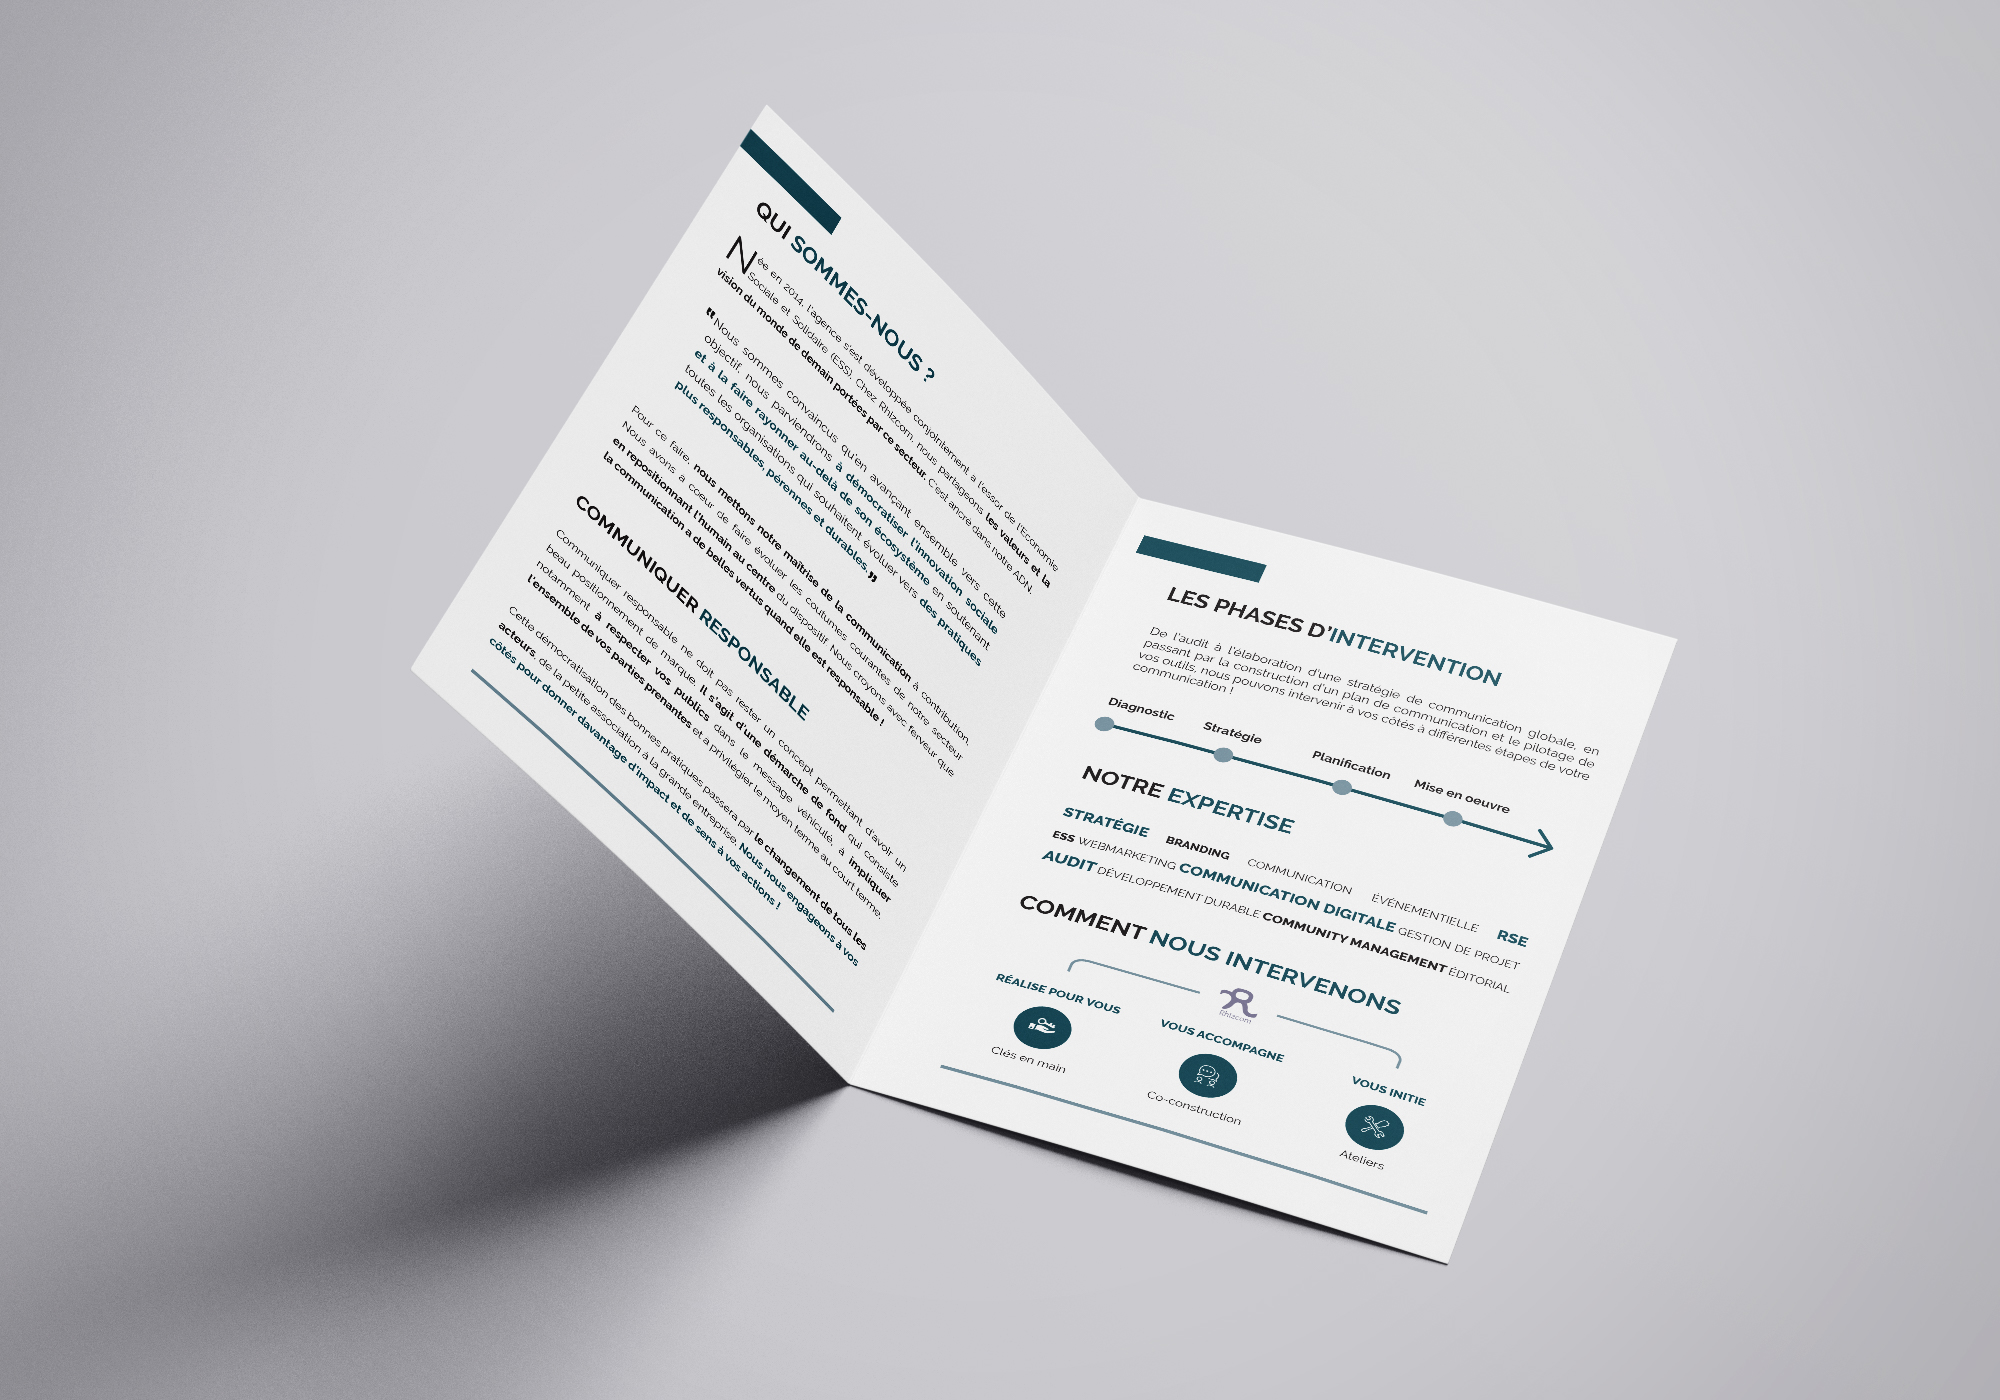 QUI SOMMES-NOUS ?
Née en 2014, l'agence s'est développée conjointement à l'essor de l'Economie
Sociale et Solidaire (ESS). Chez Rhizcom, nous partageons les valeurs et la
vision du monde de demain portées par ce secteur. C'est ancré dans notre ADN.
"Nous sommes convaincus qu'en avançant ensemble vers cette
objectif, nous parviendrons à démocratiser l'innovation sociale
et à la faire rayonner au-delà de son écosystème en soutenant
toutes les organisations qui souhaitent évoluer vers des pratiques
plus responsables, pérennes et durables."
Pour ce faire, nous mettons notre maîtrise de la communication à contribution.
Nous avons a coeur de faire évoluer les coutumes courantes de notre secteur
en repositionnant l'humain au centre du dispositif. Nous croyons avec ferveur que
la communication a de belles vertus quand elle est responsable !
COMMUNIQUER RESPONSABLE
Communiquer responsable ne doit pas rester un concept permettant d'avoir un
beau positionnement de marque. Il s'agit d'une démarche de fond qui consiste
notamment à respecter vos publics dans le message véhiculé, à impliquer
l'ensemble de vos parties prenantes et à privilégier le moyen terme au court terme.
Cette démocratisation des bonnes pratiques passera par le changement de tous les
acteurs, de la petite association à la grande entreprise. Nous nous engageons à vos
côtés pour donner davantage d'impact et de sens à vos actions !
LES PHASES D'INTERVENTION
De l'audit à l'élaboration d'une stratégie de communication globale, en
passant par la construction d'un plan de communication et le pilotage de
vos outils, nous pouvons intervenir à vos côtés à différentes étapes de votre
communication !
Diagnostic
Stratégie
Planification
Mise en oeuvre
NOTRE EXPERTISE
STRATÉGIE BRANDING COMMUNICATION ÉVÉNEMENTIELLE RSE
ESS WEBMARKETING COMMUNICATION DIGITALE GESTION DE PROJET
AUDIT DÉVELOPPEMENT DURABLE COMMUNITY MANAGEMENT ÉDITORIAL
COMMENT NOUS INTERVENONS
Rhizcom
RÉALISE POUR VOUS
VOUS ACCOMPAGNE
VOUS INITIE
Clés en main
Co-construction
Ateliers